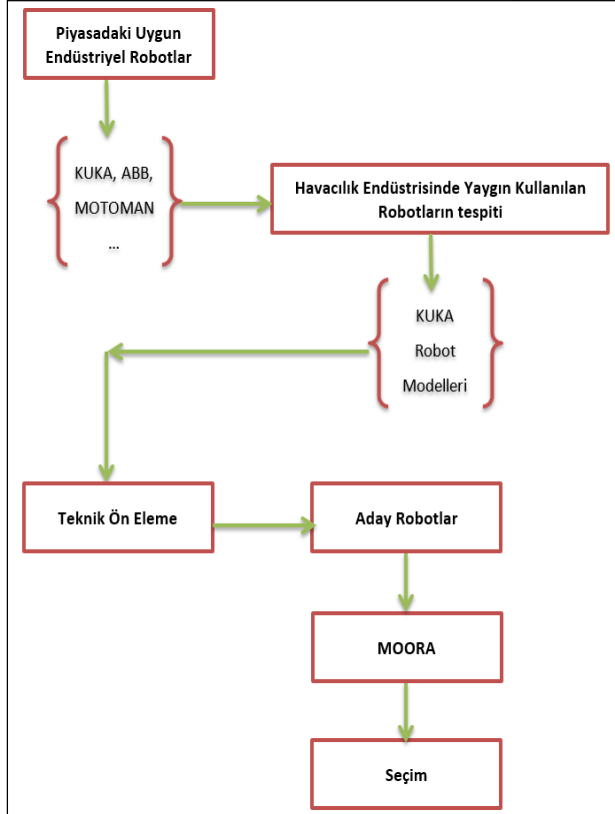 Piyasadaki Uygun
Endüstriyel Robotlar
KUKA, ABB,
MOTOMAN
...
Havacılık Endüstrisinde Yaygın Kullanılan
Robotların tespiti
KUKA
Robot
Modelleri
Teknik Ön Eleme
Aday Robotlar
MOORA
Seçim